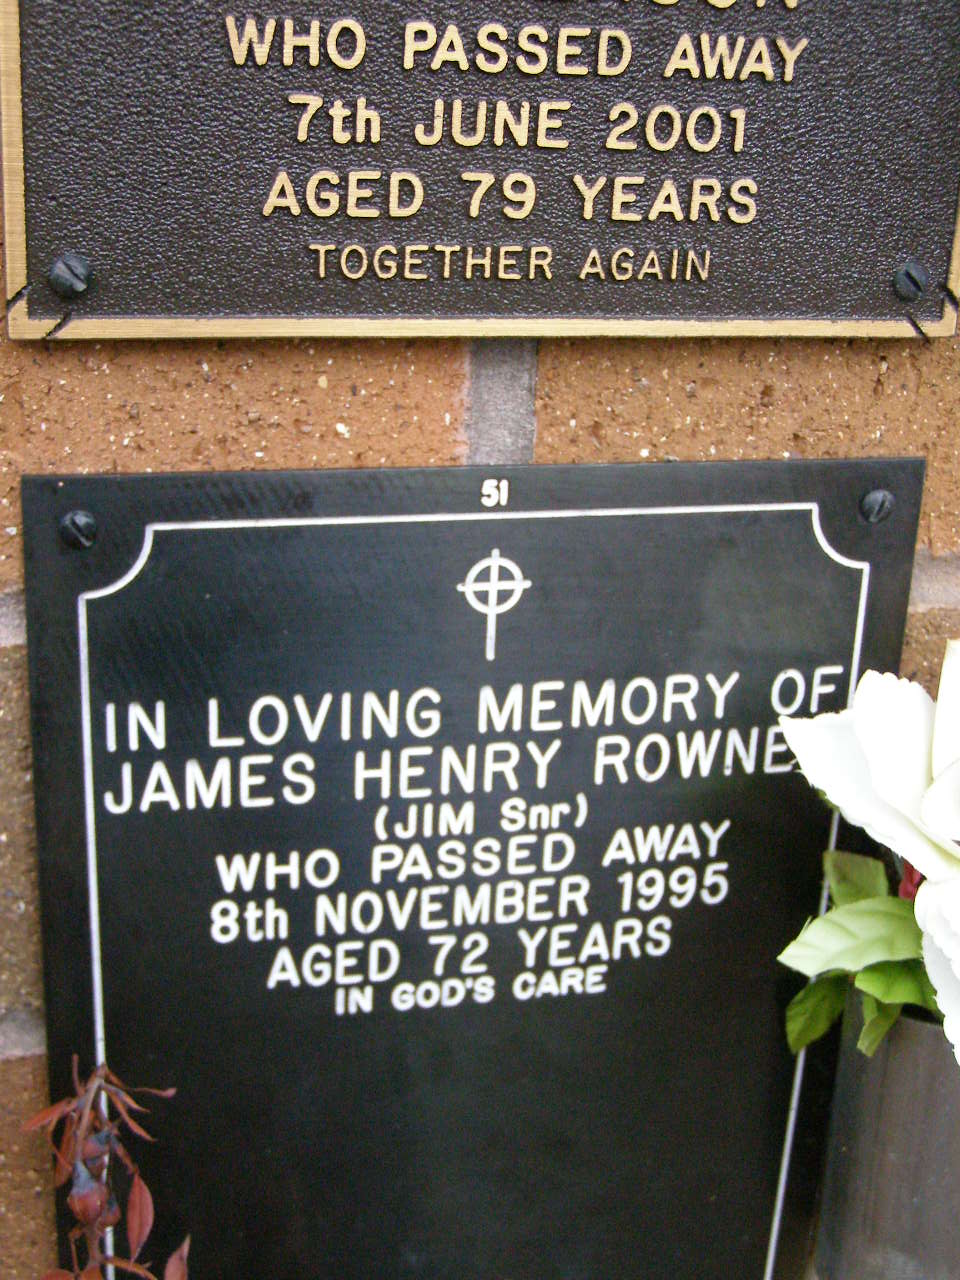 WHO PASSED AWAY
7th JUNE 2001
AGED 79 YEARS
TOGETHER AGAIN
51
IN LOVING MEMORY OF
JAMES HENRY
(JIM Snr)
WHO PASSED AWAY
8th NOVEMBER 1995
AGED 72 YEARS
IN GOD'S CARE